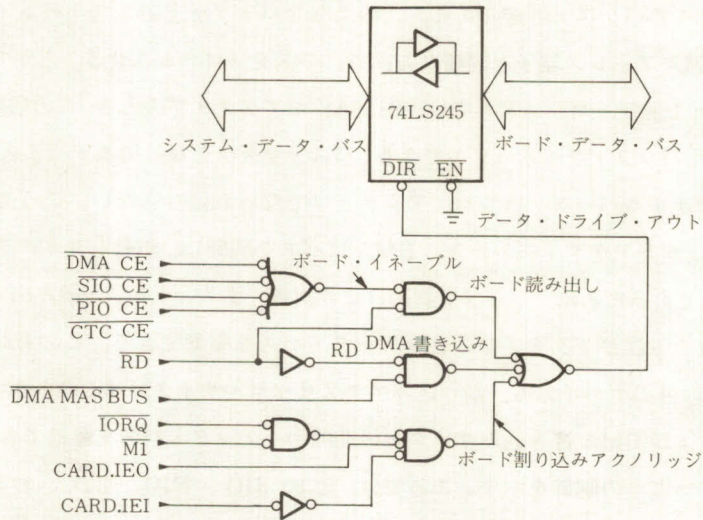 74LS245
システム・データ・バス
ボード・データ・バス
DIR EN
データ・ドライブ・アウト
ボード・イネーブル
DMA CE
SIO CE
PIO CE
CTC CE
ボード読み出し
RD
RD
DMA書き込み
DMA MAS BUS
IORQ
M1
CARD.IEO
ボード割り込みアクノリッジ
CARD.IEI